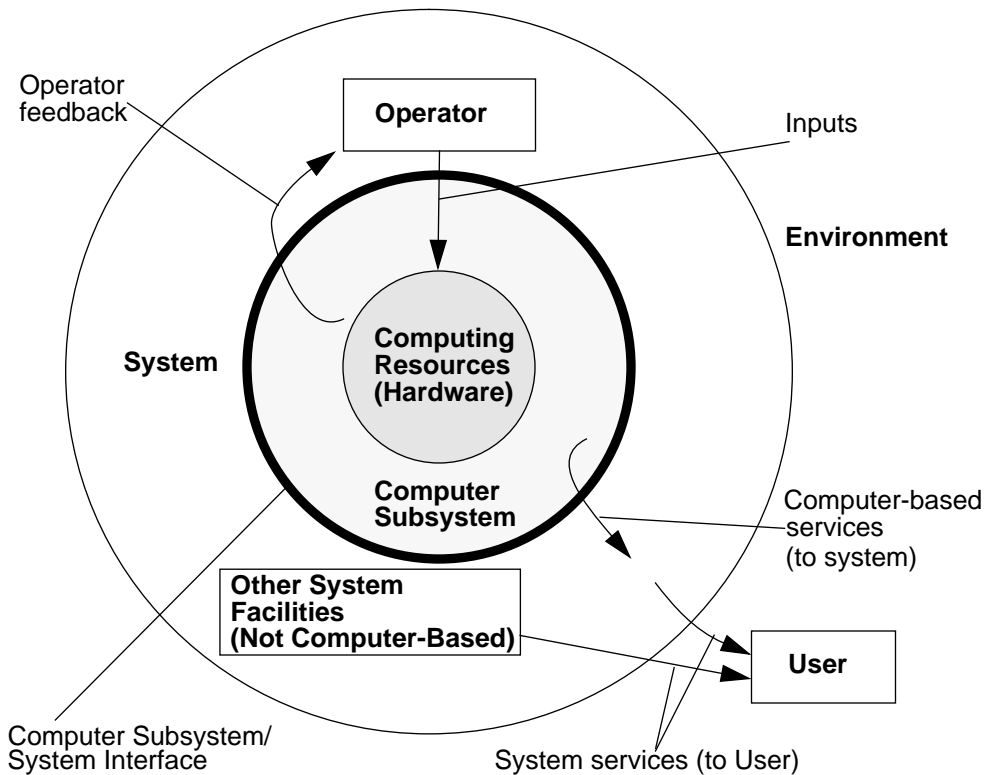 Operator
feedback
Operator
Inputs
Environment
System
Computing
Resources
(Hardware)
Computer
Subsystem
Computer-based
services
(to system)
Other System
Facilities
(Not Computer-Based)
User
Computer Subsystem/
System Interface
System services (to User)